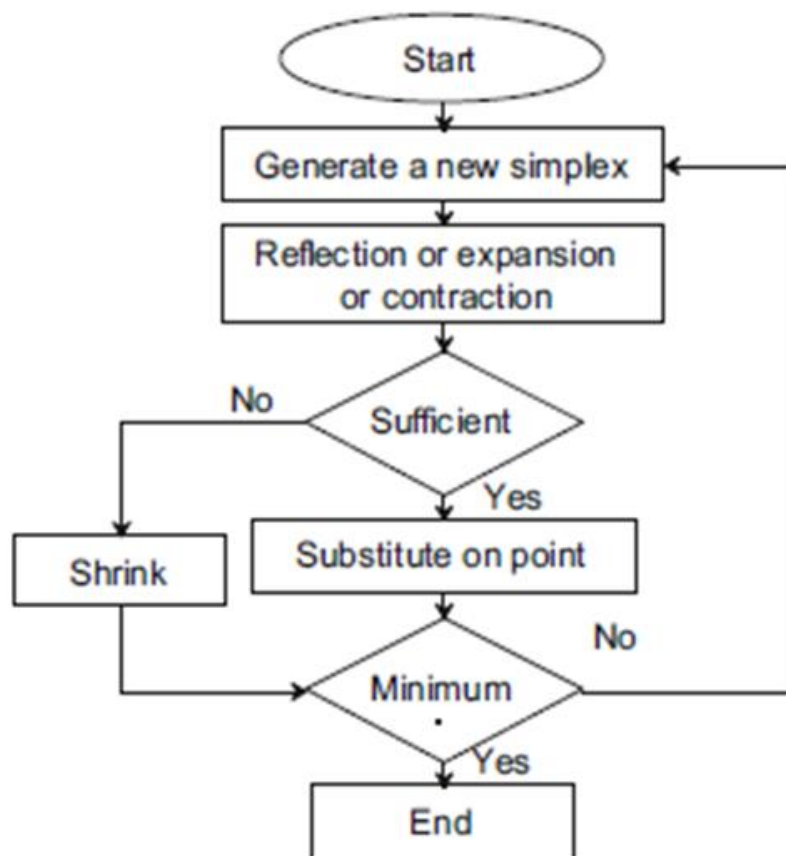 Start
Generate a new simplex
Reflection or expansion
or contraction
No
Sufficient
Yes
Shrink
Substitute on point
No
Minimum
Yes
End